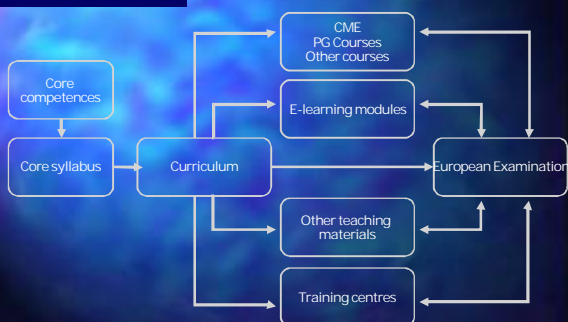 CME
PG Courses
Other courses
Core
competences
E-learning modules
Core syllabus
Curriculum
European Examination
Other teaching
materials
Training centres